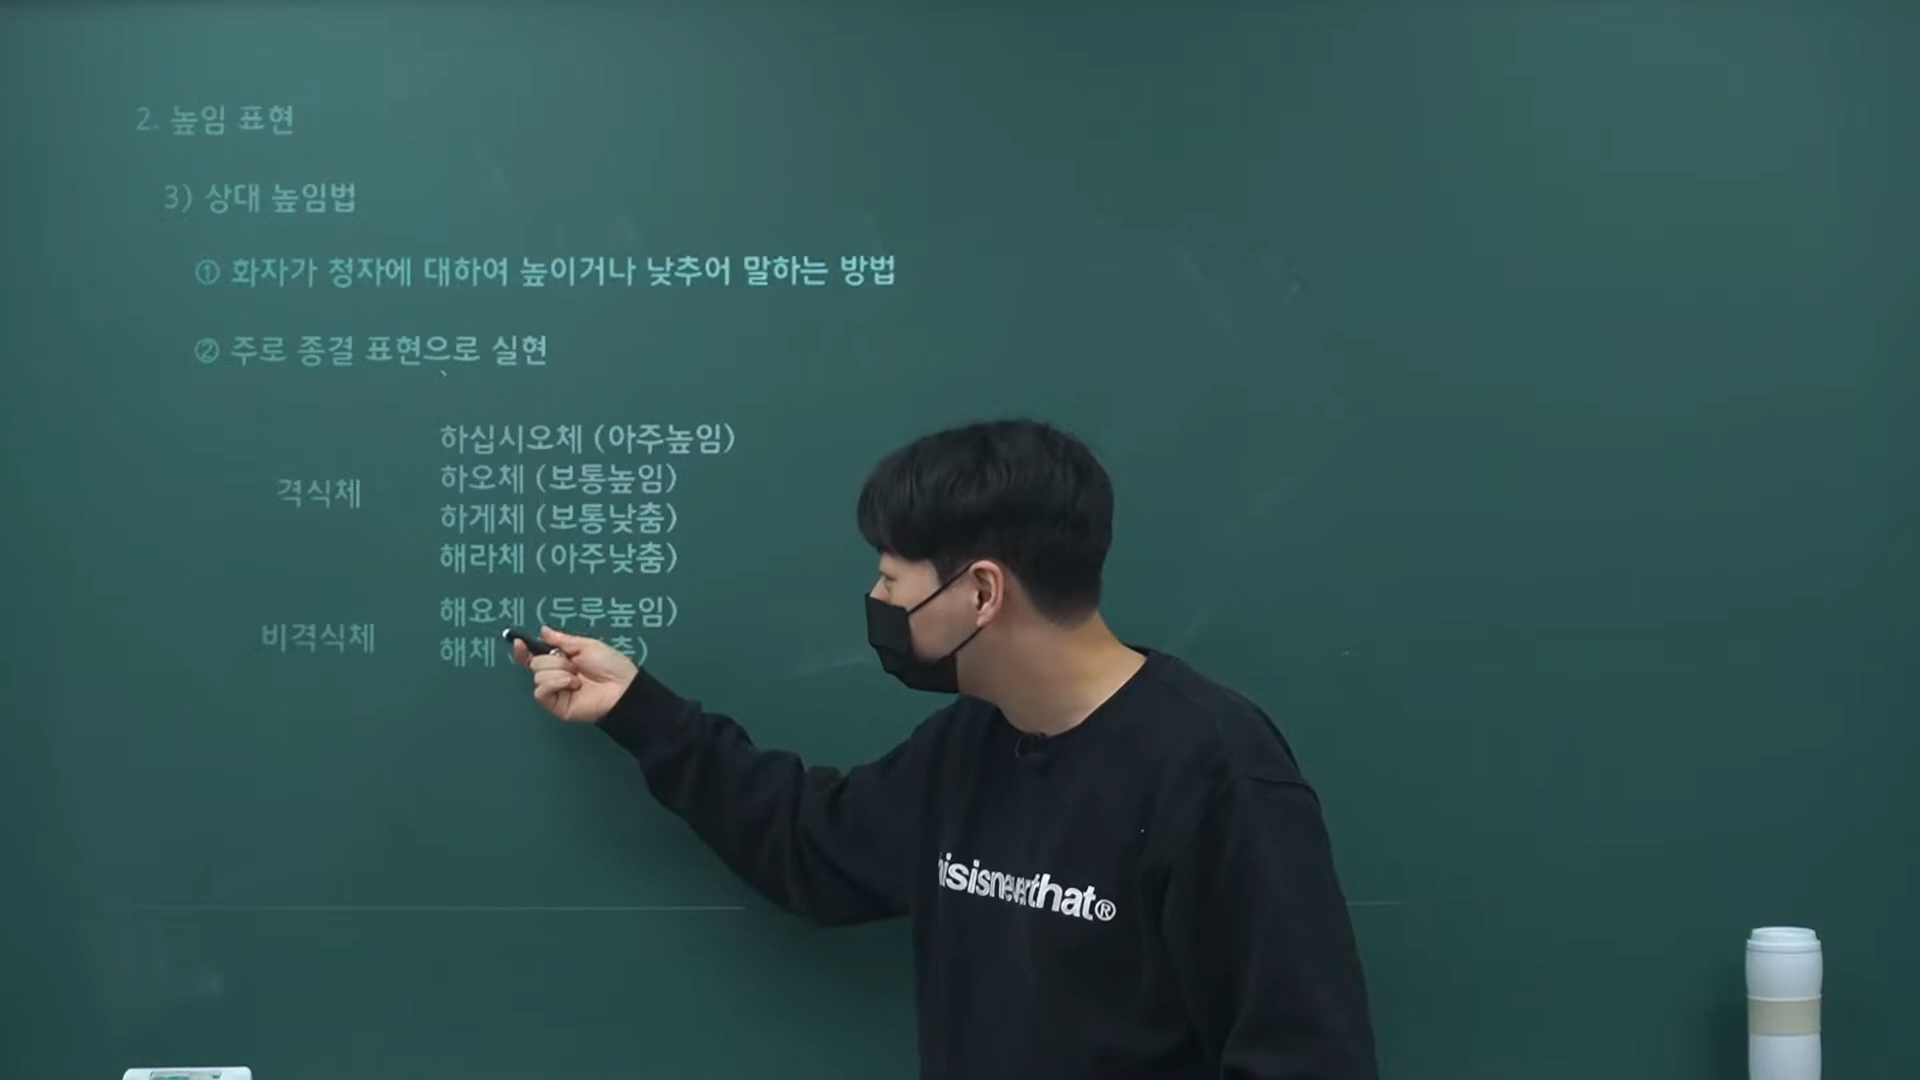 2. 높임 표현
3) 상대 높임법
① 화자가 청자에 대하여 높이거나 낮추어 말하는 방법
② 주로 종결 표현으로 실현
격식체
하십시오체 (아주높임)
하오체 (보통높임)
하게체 (보통낮춤)
해라체 (아주낮춤)
비격식체
해요체 (두루높임)
해체
hisisneverthat®